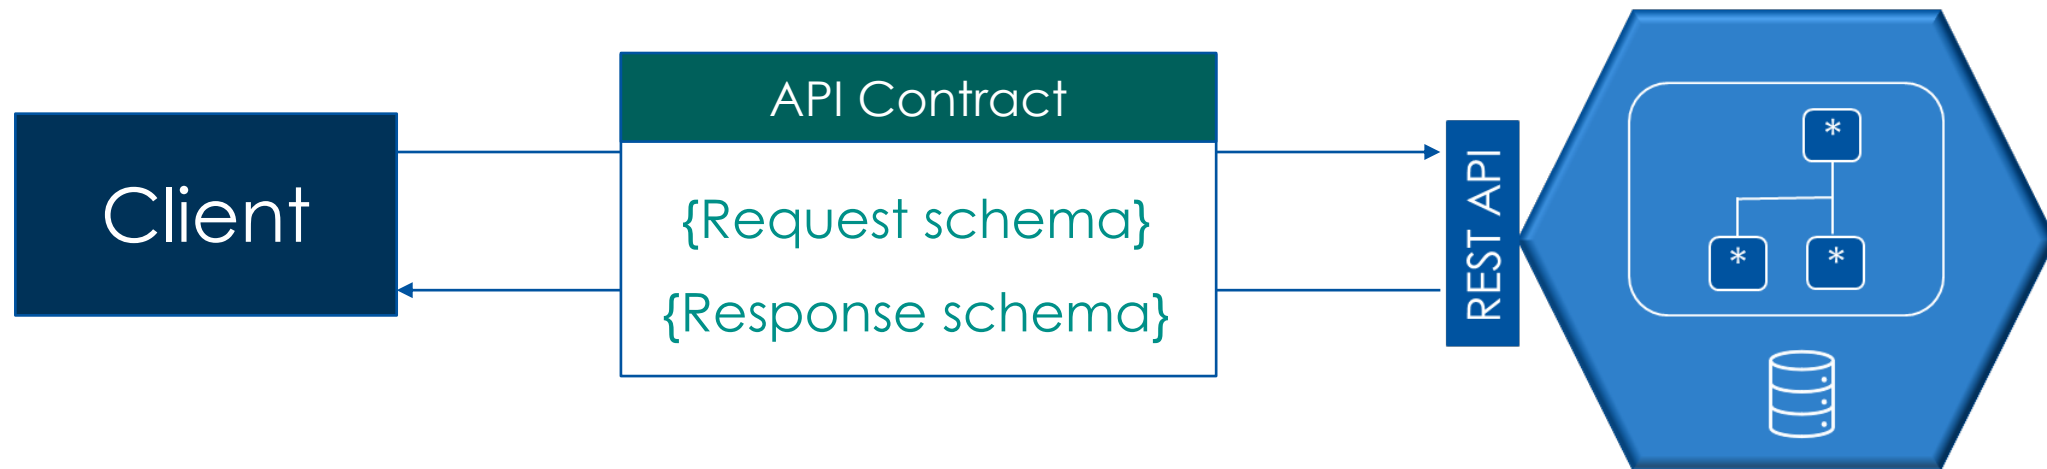 Client
API Contract
{Request schema}
{Response schema}
REST API
*
*
*